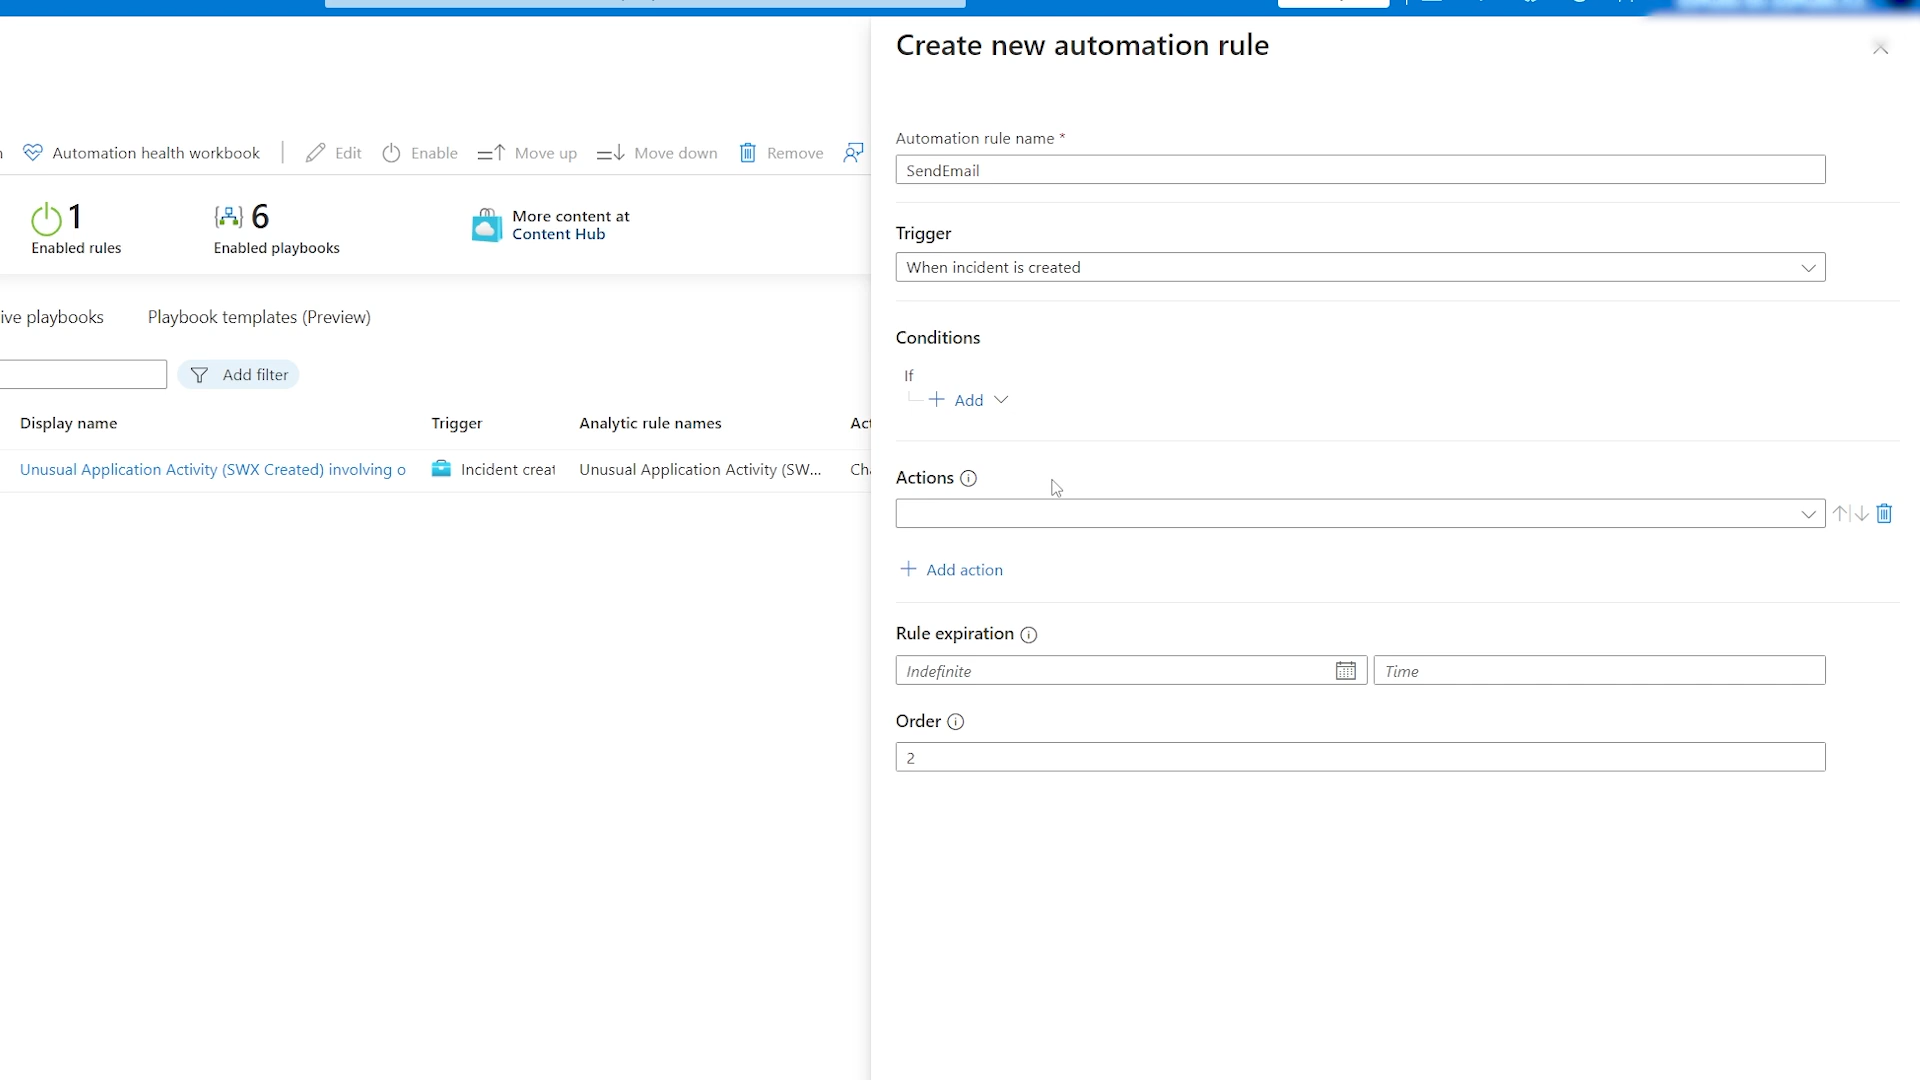 Create new automation rule
Automation health workbook
Edit
Enable
Move up
Move down
Remove
Automation rule name *
SendEmail
1
Enabled rules
6
Enabled playbooks
More content at
Content Hub
Trigger
When incident is created
ive playbooks
Playbook templates (Preview)
Conditions
If
Add filter
Add
Display name
Trigger
Analytic rule names
Act
Unusual Application Activity (SWX Created) involving o
Incident creat
Unusual Application Activity (SW...
Cha
Actions
Add action
Rule expiration
Indefinite
Time
Order
2